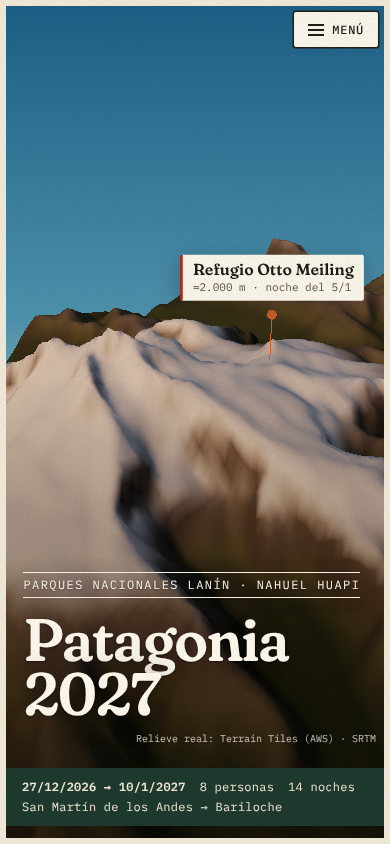 MENÚ
Refugio Otto Meiling
≈2.000 m · noche del 5/1
PARQUES NACIONALES LANÍN · NAHUEL HUAPI
Patagonia
2027
Relieve real: Terrain Tiles (AWS) · SRTM
27/12/2026 → 10/1/2027 8 personas 14 noches
San Martín de los Andes → Bariloche